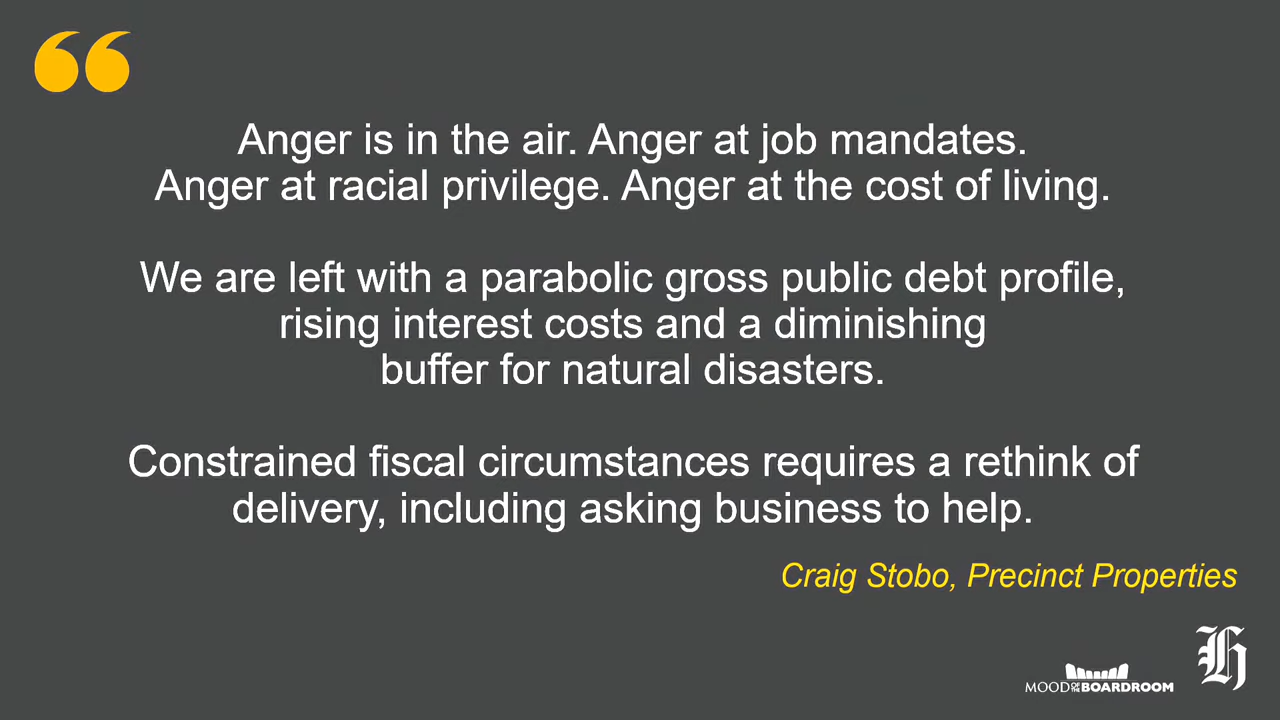 Anger is in the air. Anger at job mandates.
Anger at racial privilege. Anger at the cost of living.
We are left with a parabolic gross public debt profile,
rising interest costs and a diminishing
buffer for natural disasters.
Constrained fiscal circumstances requires a rethink of
delivery, including asking business to help.
Craig Stobo, Precinct Properties
MOOD OF THE BOARDROOM
H